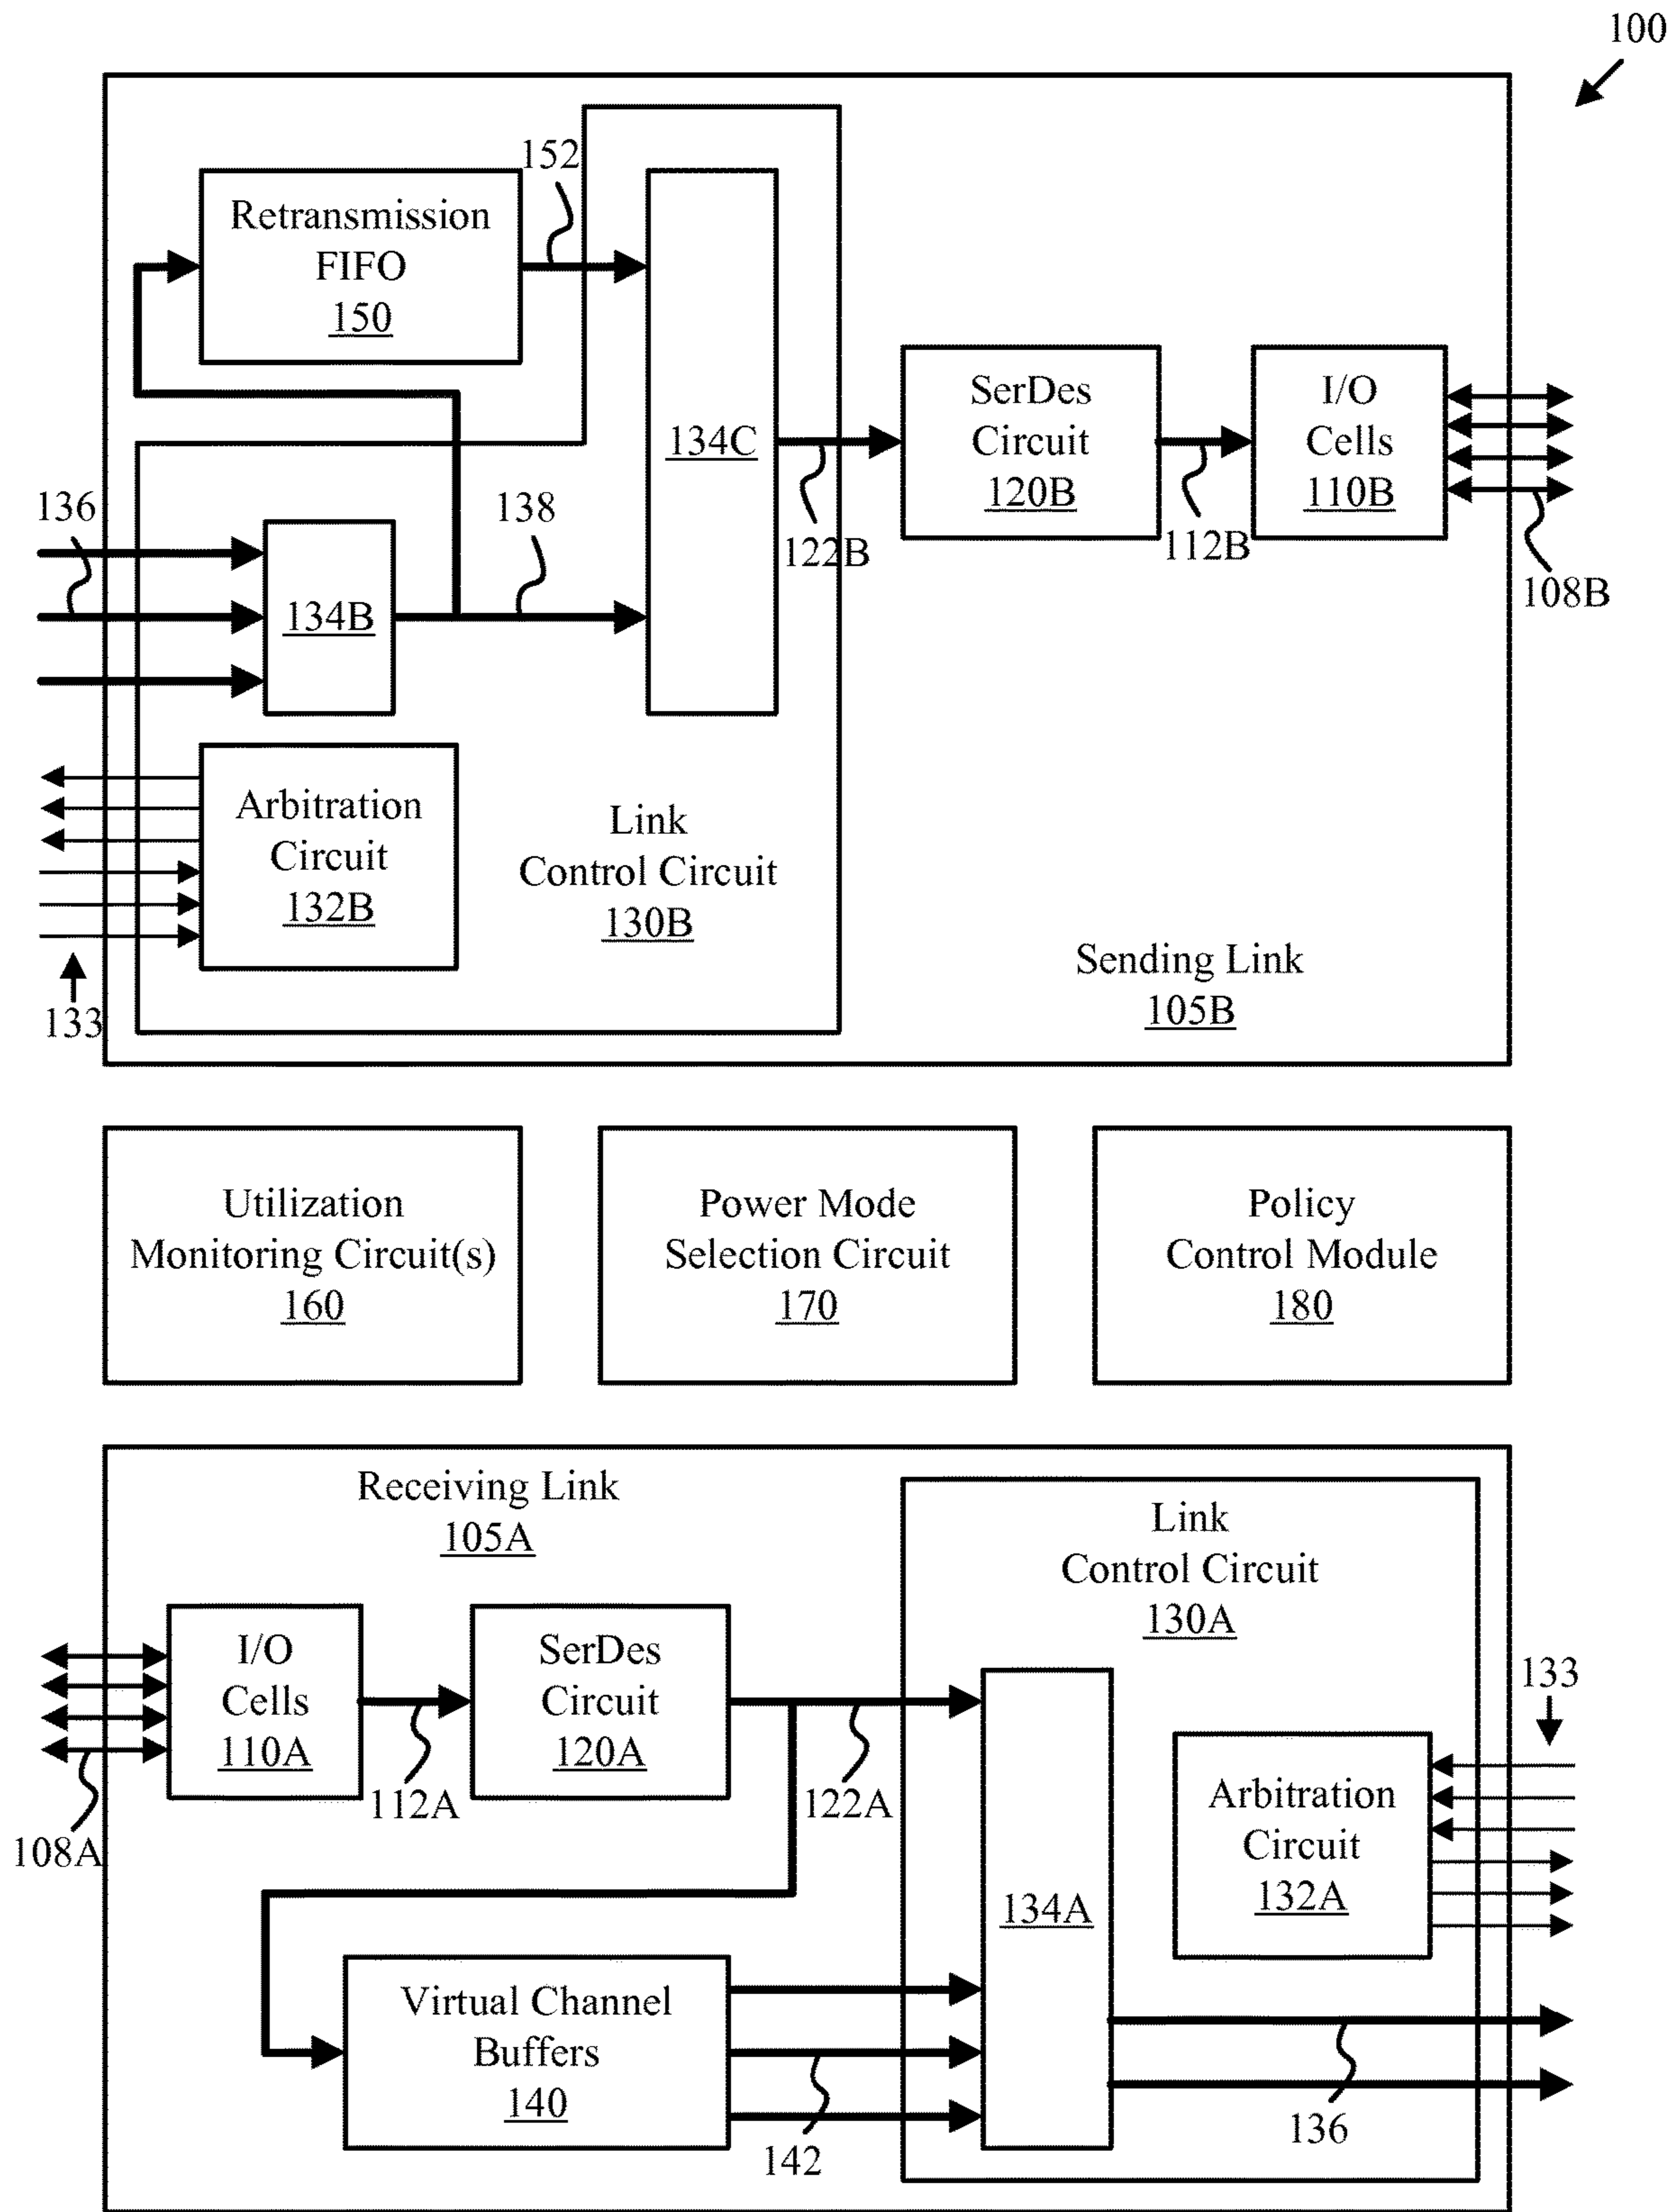 100
152
Retransmission
FIFO
150
134C
SerDes
Circuit
120B
I/O
Cells
110B
136
138
122B
112B
108B
134B
Arbitration
Circuit
132B
Link
Control Circuit
130B
Sending Link
105B
133
Utilization
Monitoring Circuit(s)
160
Power Mode
Selection Circuit
170
Policy
Control Module
180
Receiving Link
105A
Link
Control Circuit
130A
I/O
Cells
110A
SerDes
Circuit
120A
133
112A
122A
108A
Arbitration
Circuit
132A
134A
Virtual Channel
Buffers
140
142
136